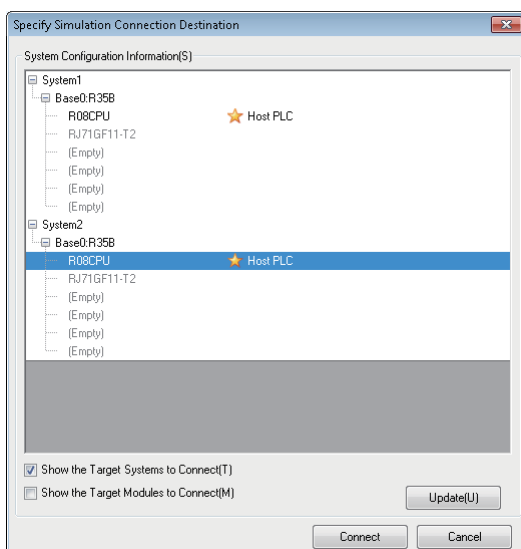 Specify Simulation Connection Destination
System Configuration Information(S)
System1
Base0:R35B
R08CPU Host PLC
RJ71GF11-T2
(Empty)
(Empty)
(Empty)
(Empty)
System2
Base0:R35B
R08CPU Host PLC
RJ71GF11-T2
(Empty)
(Empty)
(Empty)
(Empty)
Show the Target Systems to Connect(T)
Show the Target Modules to Connect(M)
Update(U)
Connect Cancel